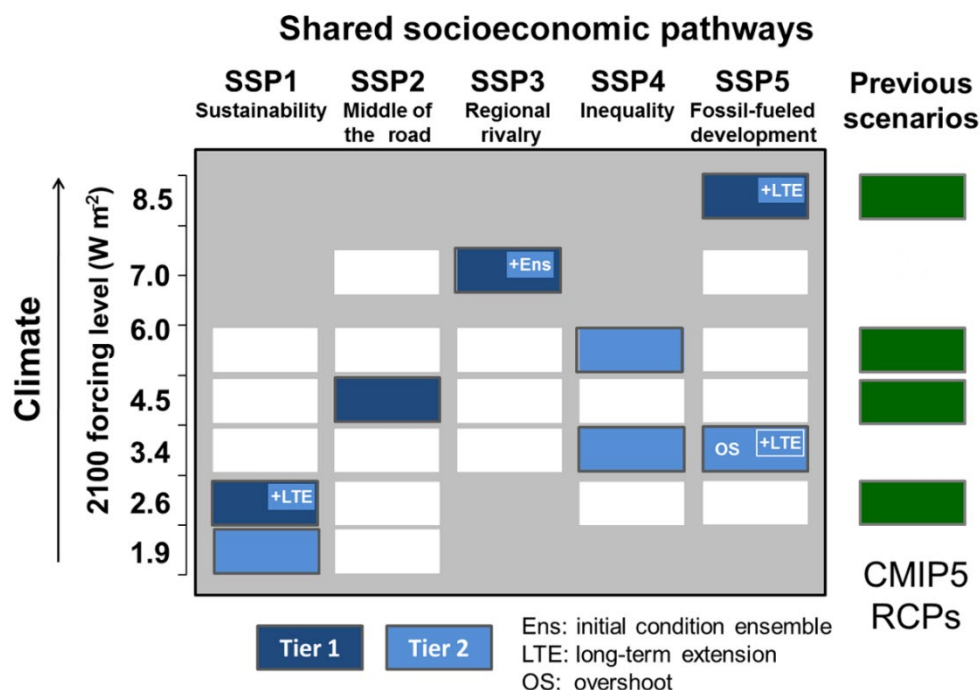 Shared socioeconomic pathways
SSP1 SSP2 SSP3 SSP4 SSP5
Sustainability Middle of the road Regional rivalry Inequality Fossil-fueled development
Previous
scenarios
Climate
2100 forcing level (W m⁻²)
8.5 +LTE
7.0 +Ens
6.0
4.5
3.4 OS +LTE
2.6 +LTE
1.9
CMIP5
RCPs
Tier 1 Tier 2
Ens: initial condition ensemble
LTE: long-term extension
OS: overshoot